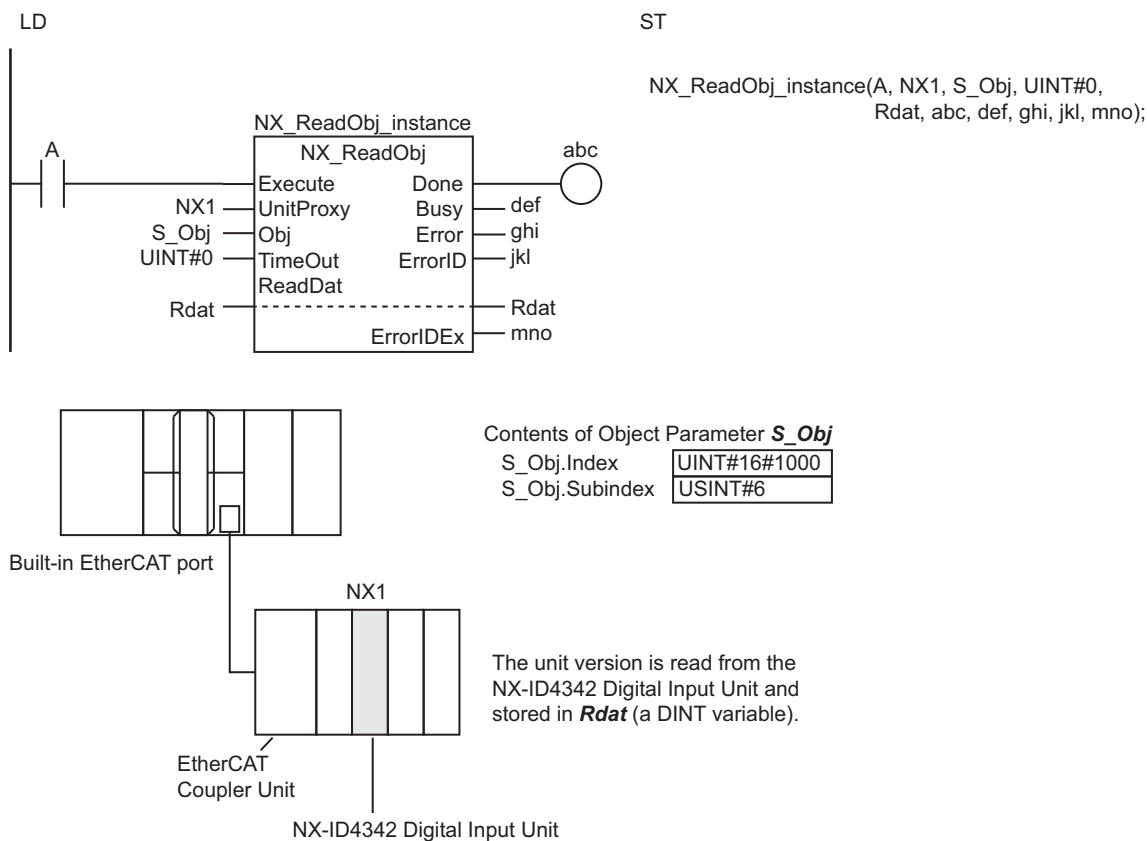 LD
ST
NX_ReadObj_instance(A, NX1, S_Obj, UINT#0,
Rdat, abc, def, ghi, jkl, mno);
NX_ReadObj_instance
A
NX_ReadObj
abc
Execute Done
NX1 UnitProxy Busy def
S_Obj Obj Error ghi
UINT#0 TimeOut ErrorID jkl
ReadDat
Rdat Rdat
ErrorIDEx mno
Contents of Object Parameter S_Obj
S_Obj.Index UINT#16#1000
S_Obj.Subindex USINT#6
Built-in EtherCAT port
NX1
The unit version is read from the
NX-ID4342 Digital Input Unit and
stored in Rdat (a DINT variable).
EtherCAT
Coupler Unit
NX-ID4342 Digital Input Unit